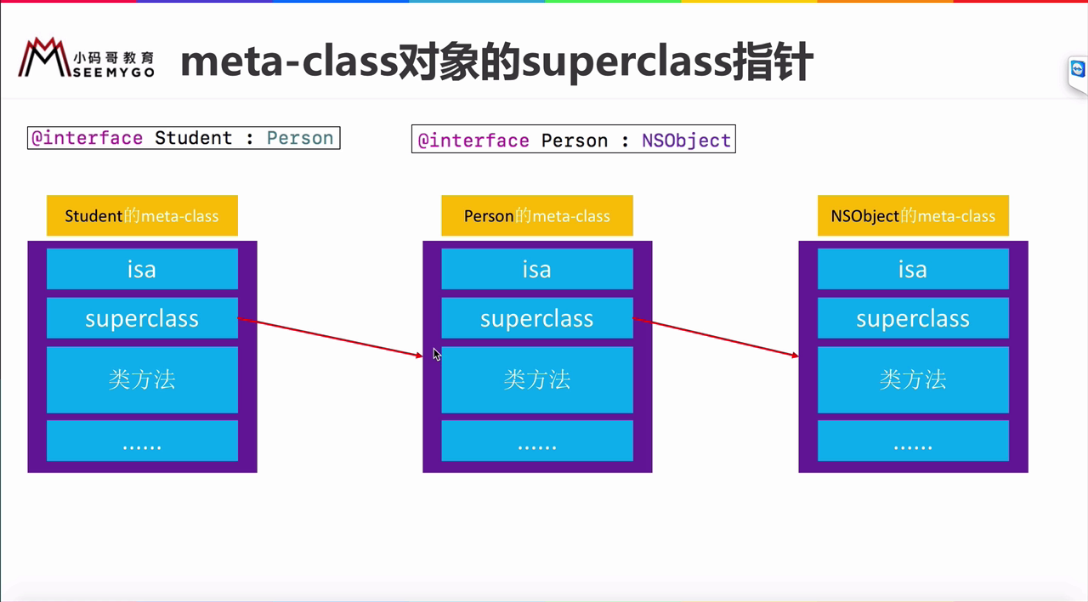 小码哥教育
SEEMYGO
meta-class对象的superclass指针
@interface Student : Person
@interface Person : NSObject
Student的meta-class
isa
superclass
类方法
......
Person的meta-class
isa
superclass
类方法
......
NSObject的meta-class
isa
superclass
类方法
......